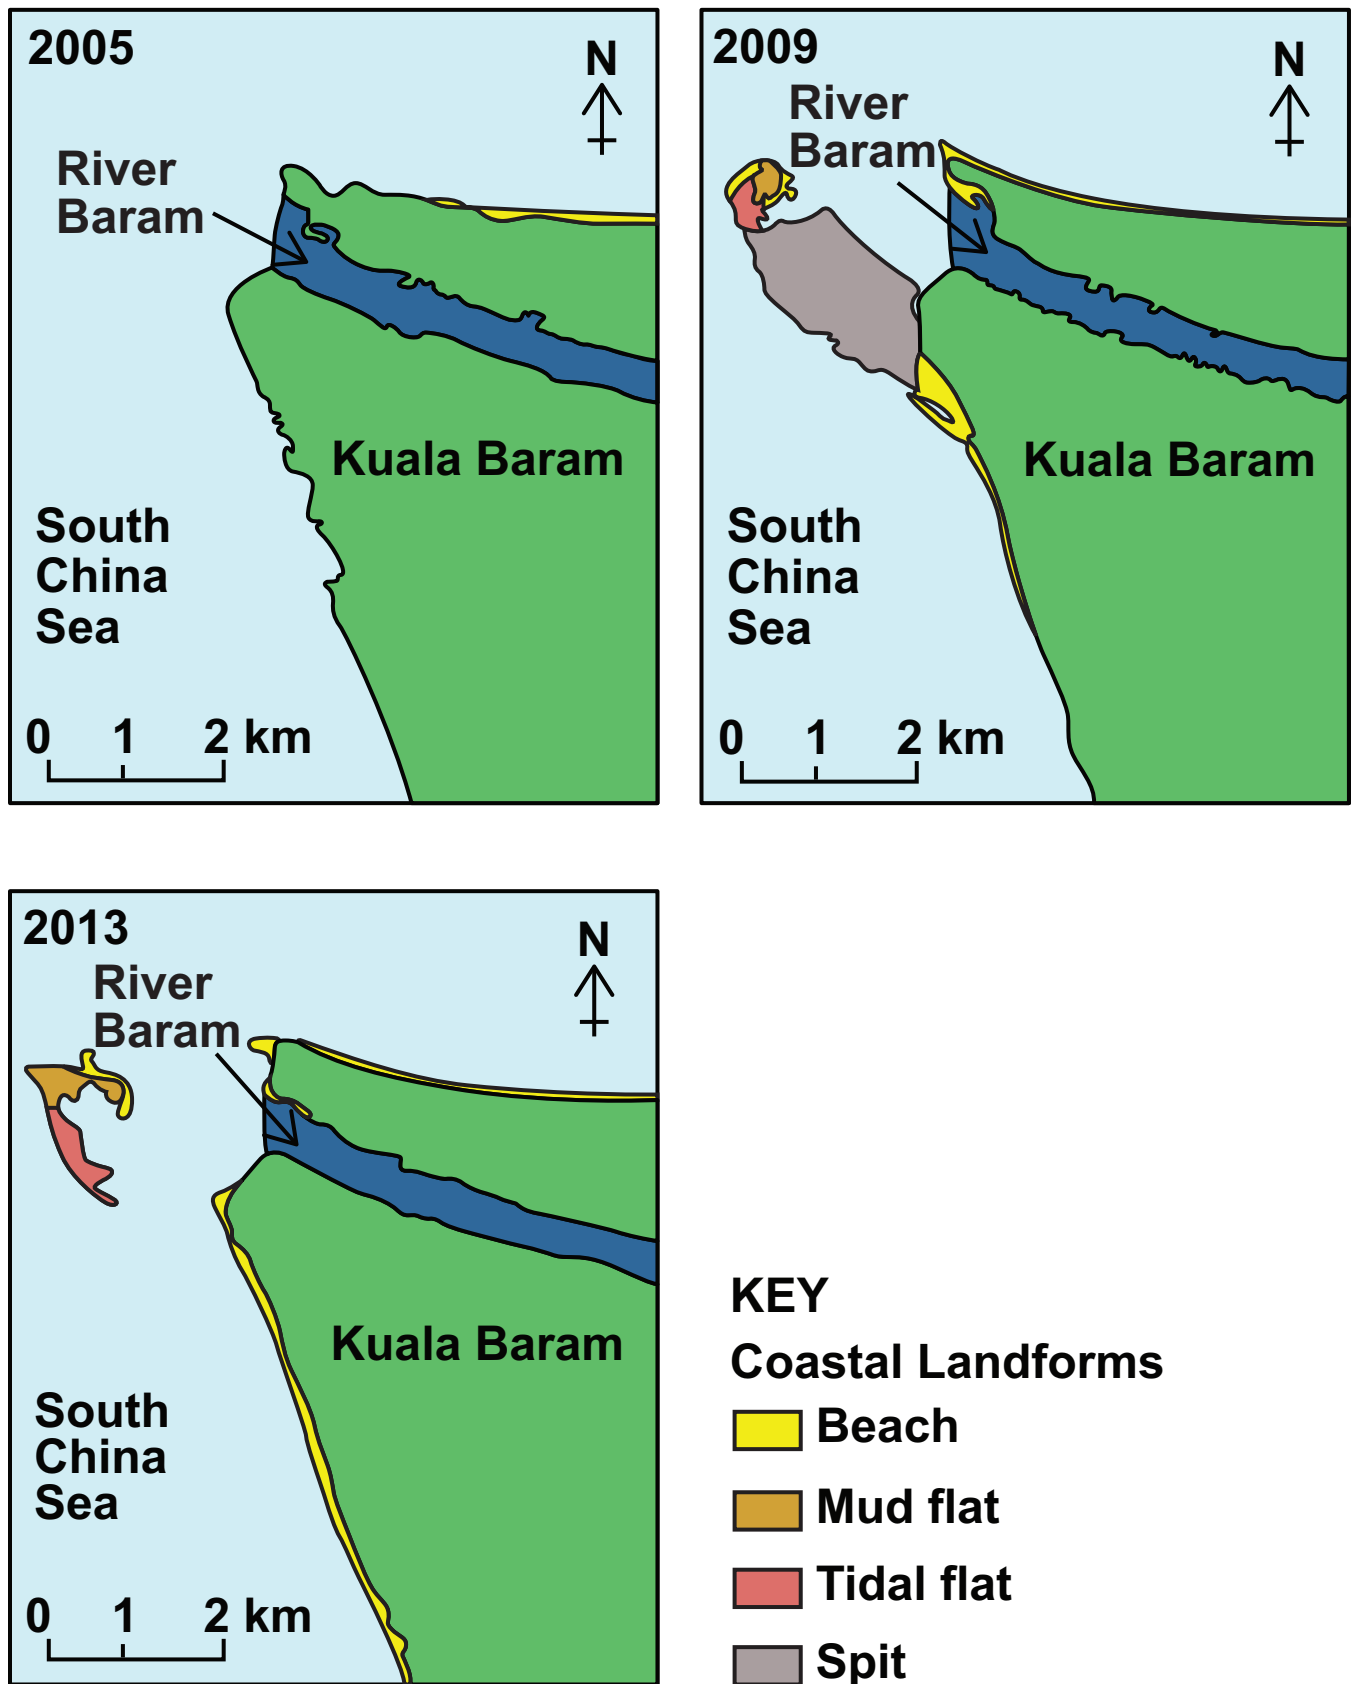 2005
N
River
Baram
Kuala Baram
South
China
Sea
0 1 2 km
2009
N
River
Baram
Kuala Baram
South
China
Sea
0 1 2 km
2013
N
River
Baram
Kuala Baram
South
China
Sea
0 1 2 km
KEY
Coastal Landforms
Beach
Mud flat
Tidal flat
Spit